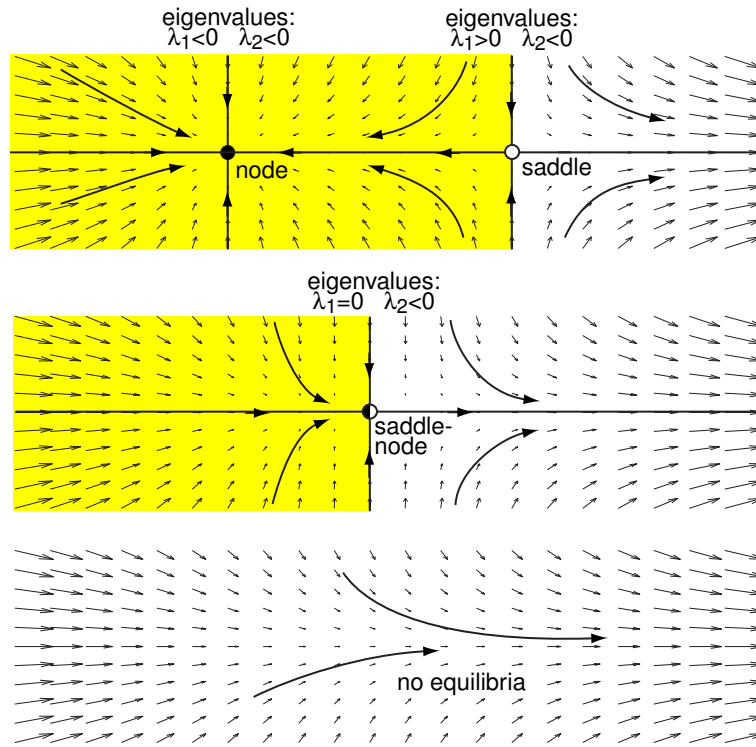 eigenvalues:
λ₁<0 λ₂<0
eigenvalues:
λ₁>0 λ₂<0
node
saddle
eigenvalues:
λ₁=0 λ₂<0
saddle-
node
no equilibria